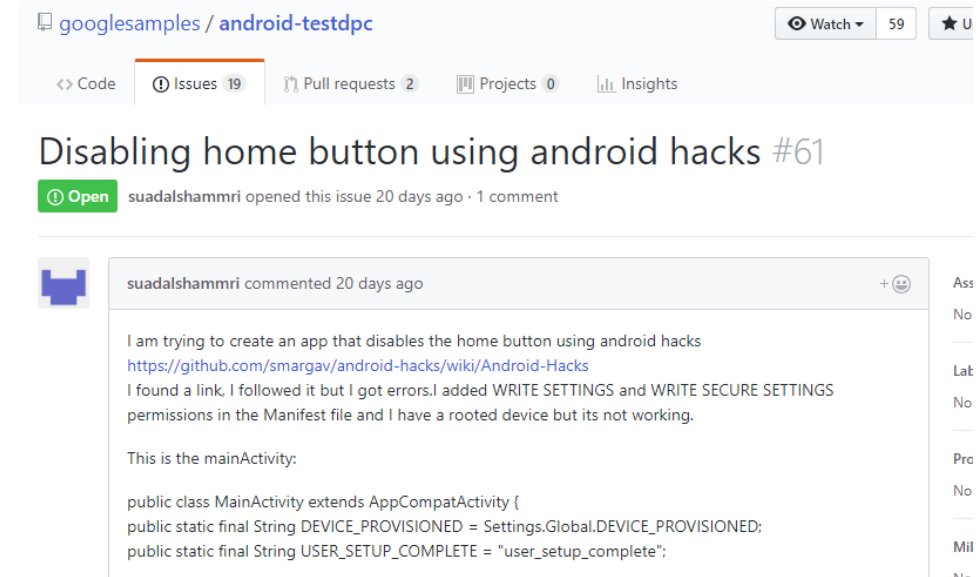 googlesamples / android-testdpc
Watch 59
Code Issues 19 Pull requests 2 Projects 0 Insights
Disabling home button using android hacks #61
Open suadalshammri opened this issue 20 days ago · 1 comment
suadalshammri commented 20 days ago
I am trying to create an app that disables the home button using android hacks
https://github.com/smargav/android-hacks/wiki/Android-Hacks
I found a link, I followed it but I got errors.I added WRITE SETTINGS and WRITE SECURE SETTINGS
permissions in the Manifest file and I have a rooted device but its not working.
This is the mainActivity:
public class MainActivity extends AppCompatActivity {
public static final String DEVICE_PROVISIONED = Settings.Global.DEVICE_PROVISIONED;
public static final String USER_SETUP_COMPLETE = "user_setup_complete";